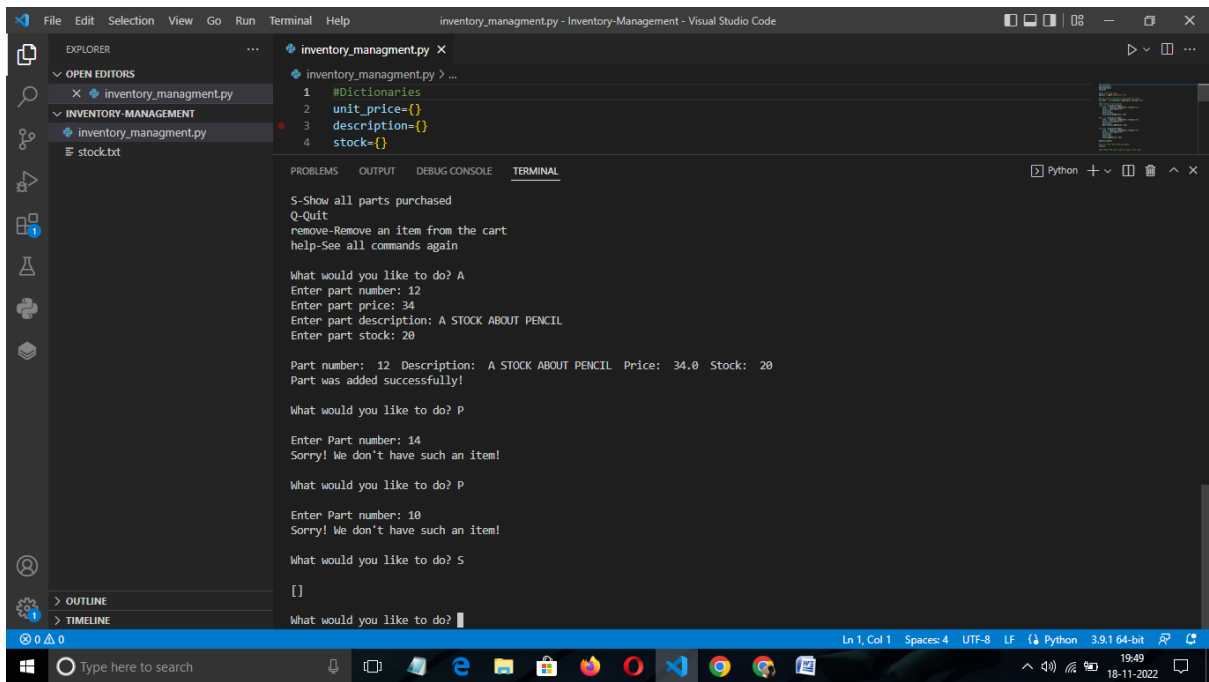 File Edit Selection View Go Run Terminal Help
inventory_managment.py - Inventory-Management - Visual Studio Code
EXPLORER
OPEN EDITORS
inventory_managment.py
INVENTORY-MANAGEMENT
inventory_managment.py
stock.txt
OUTLINE
TIMELINE
inventory_managment.py
inventory_managment.py > ...
1 #Dictionaries
2 unit_price={}
3 description={}
4 stock={}
PROBLEMS OUTPUT DEBUG CONSOLE TERMINAL
Python
S-Show all parts purchased
Q-Quit
remove-Remove an item from the cart
help-See all commands again
What would you like to do? A
Enter part number: 12
Enter part price: 34
Enter part description: A STOCK ABOUT PENCIL
Enter part stock: 20
Part number:  12  Description:  A STOCK ABOUT PENCIL  Price:  34.0  Stock:  20
Part was added successfully!
What would you like to do? P
Enter Part number: 14
Sorry! We don't have such an item!
What would you like to do? P
Enter Part number: 10
Sorry! We don't have such an item!
What would you like to do? S
[]
What would you like to do?
1
1
0 0
Ln 1, Col 1 Spaces: 4 UTF-8 LF Python 3.9.1 64-bit
Type here to search
19:49
18-11-2022